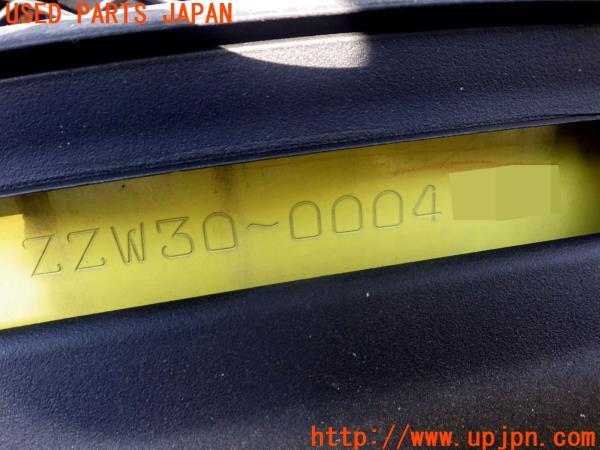 USED PARTS JAPAN
ZZW30~0004
http://www.upjpn.com